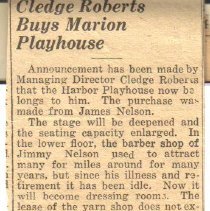 Cledge Roberts
Buys Marion
Playhouse
Announcement has been made by
Managing Director Cledge Roberts
that the Harbor Playhouse now be-
longs to him. The purchase was
made from James Nelson.
The stage will be deepened and
the seating capacity enlarged. In
the lower floor, the barber shop of
Jimmy Nelson used to attract
many for miles around for many
years, but since his illness and re-
tirement it has been idle. Now it
will become dressing rooms. The
lease of the yarn shop does not ex-